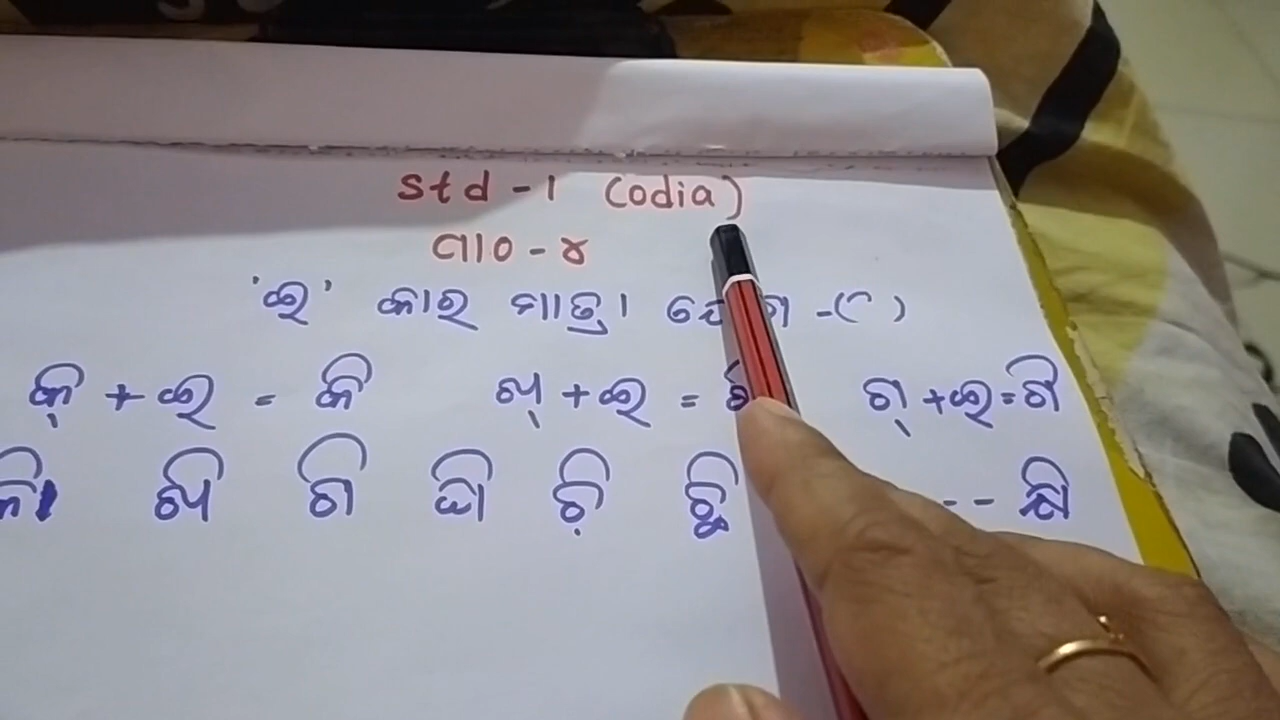 std - 1 (odia)
ପାଠ - ୪
'ଇ' କାର ମାତ୍ରା -( ି )
କ୍ + ଇ = କି ଖ୍ + ଇ = ଗ୍ + ଇ = ଗି
ଖି ଗି ଘି ଚି ଛି - - କ୍ଷି